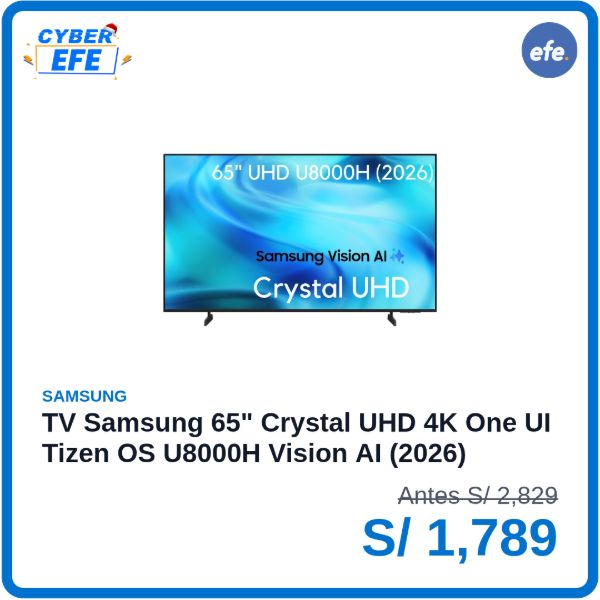 CYBER
EFE
efe.
65" UHD U8000H (2026)
Samsung Vision AI
Crystal UHD
SAMSUNG
TV Samsung 65" Crystal UHD 4K One UI
Tizen OS U8000H Vision AI (2026)
Antes S/ 2,829
S/ 1,789